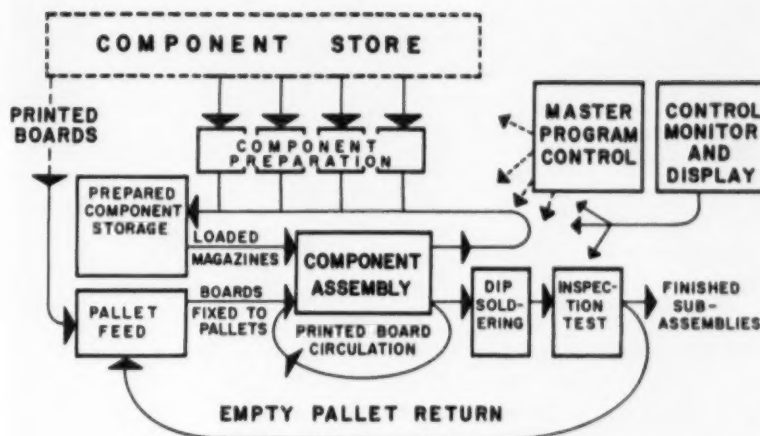 COMPONENT STORE
PRINTED
BOARDS
COMPONENT
PREPARATION
MASTER
PROGRAM
CONTROL
CONTROL
MONITOR
AND
DISPLAY
PREPARED
COMPONENT
STORAGE
LOADED
MAGAZINES
COMPONENT
ASSEMBLY
PALLET
FEED
BOARDS
FIXED TO
PALLETS
PRINTED BOARD
CIRCULATION
DIP
SOLD-
ERING
INSPEC-
TION
TEST
FINISHED
SUB-
ASSEMBLIES
EMPTY PALLET RETURN